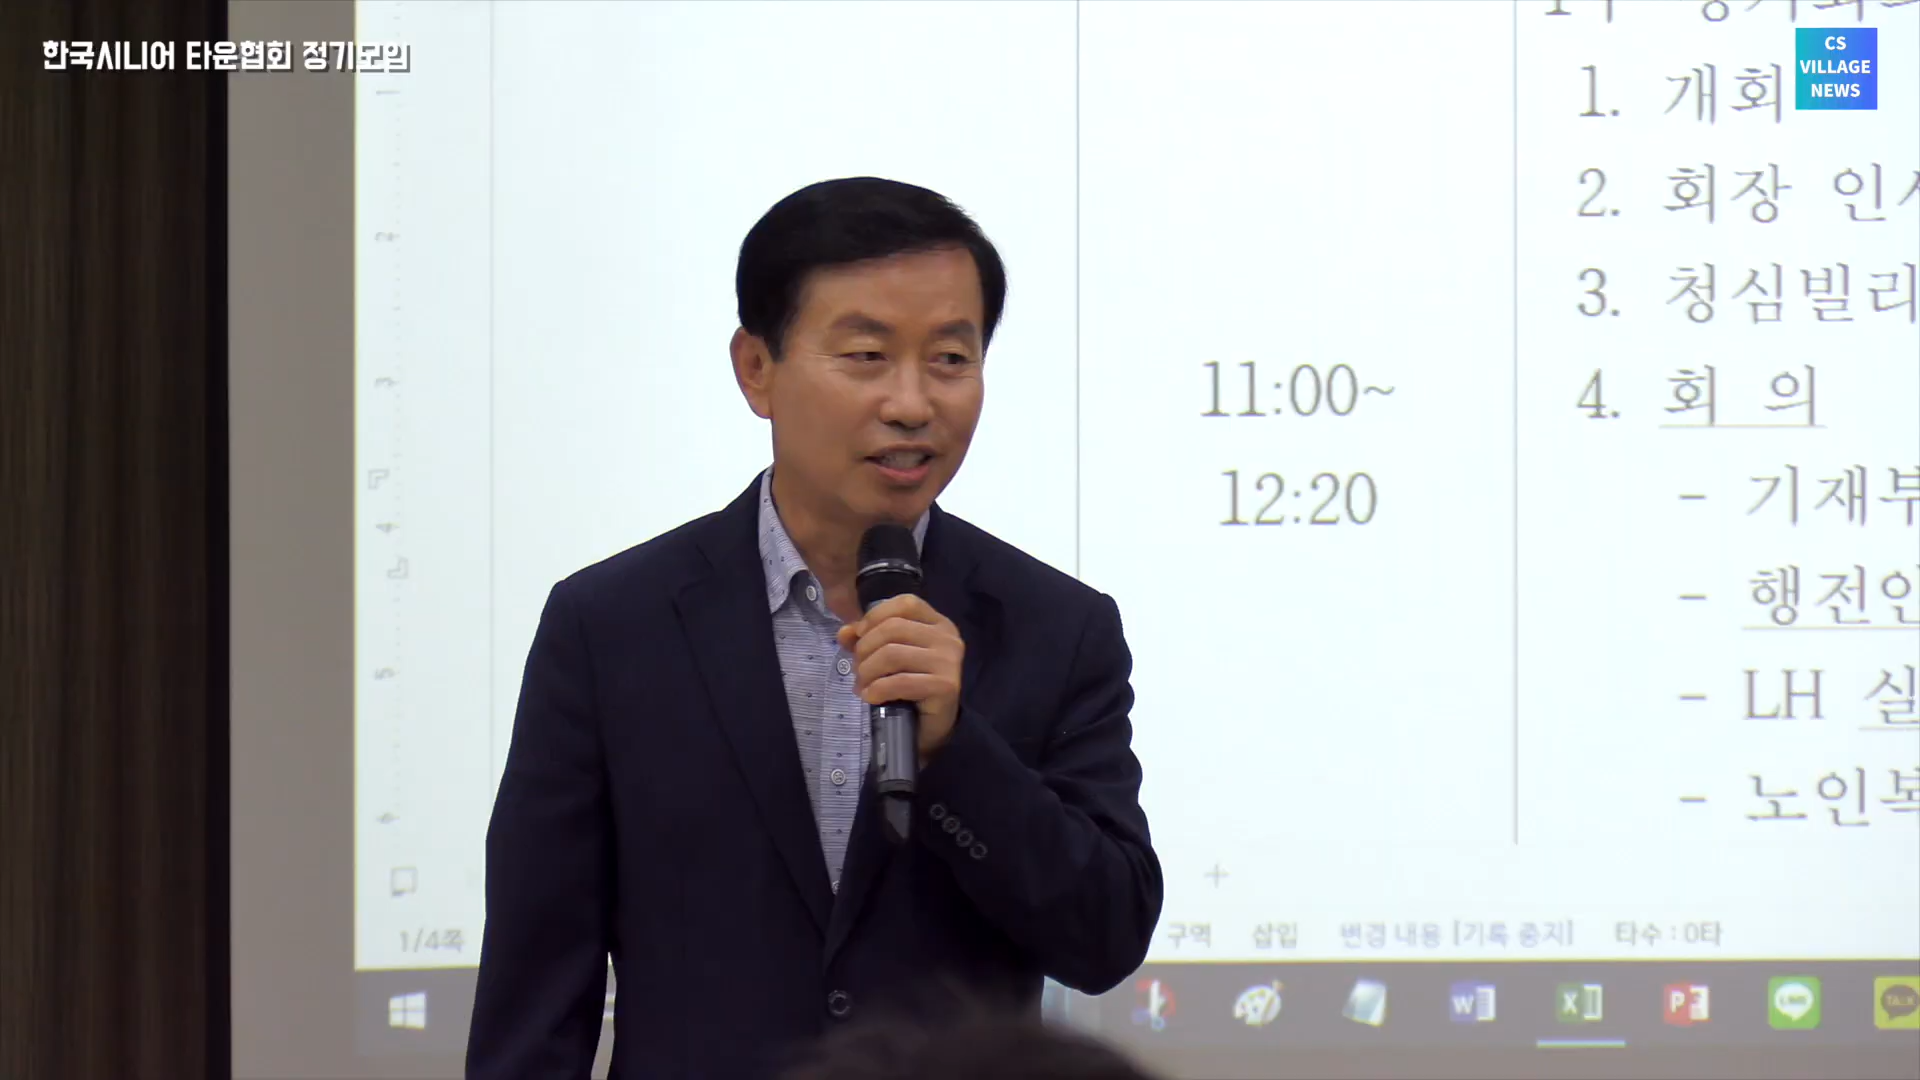 한국시니어 타운협회 정기모임
CS
VILLAGE
NEWS
1. 개회
2. 회장
3. 청심빌리
4. 회 의
11:00~
12:20
- 기재부
- 행전안
- LH 실
- 노인복
1/4쪽
구역 삽입 변경 내용 [기록 중지] 타수 : 0타
LINE
TALK